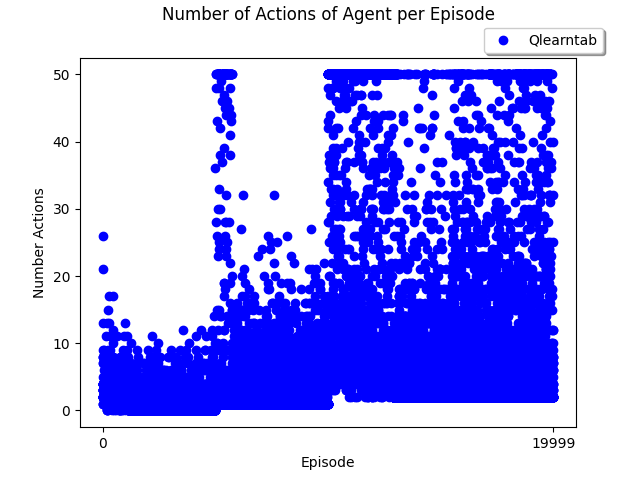 Number of Actions of Agent per Episode
Qlearntab
50
40
30
20
10
0
Number Actions
0
19999
Episode